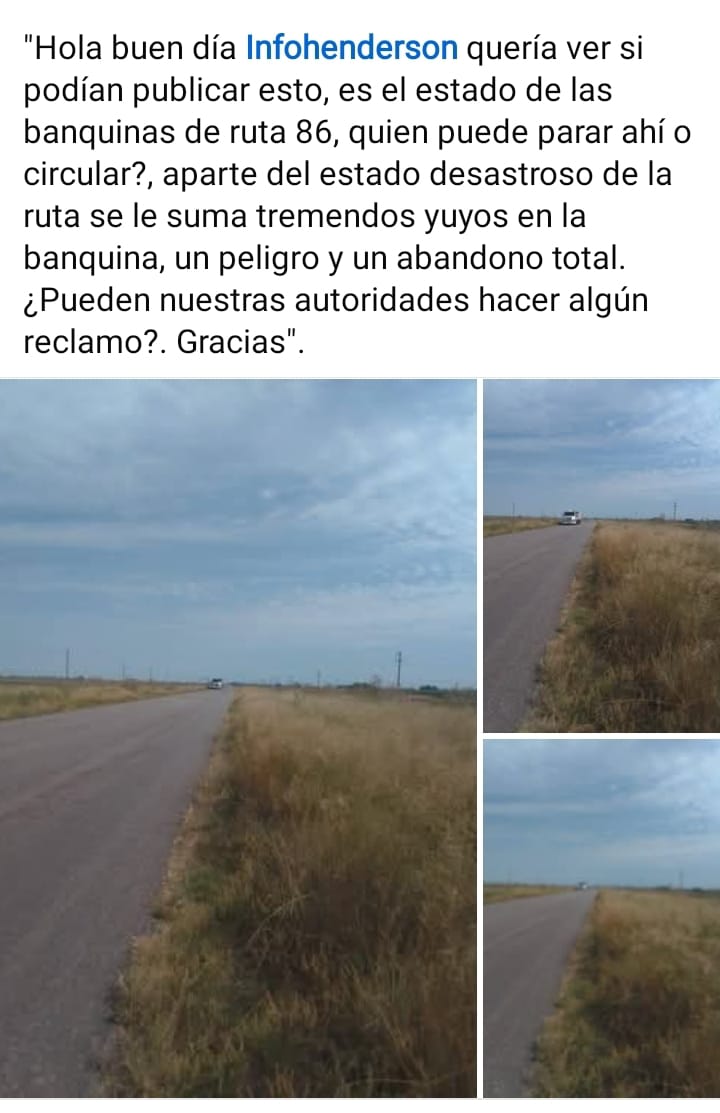 "Hola buen día Infohenderson quería ver si
podían publicar esto, es el estado de las
banquinas de ruta 86, quien puede parar ahí o
circular?, aparte del estado desastroso de la
ruta se le suma tremendos yuyos en la
banquina, un peligro y un abandono total.
¿Pueden nuestras autoridades hacer algún
reclamo?. Gracias".